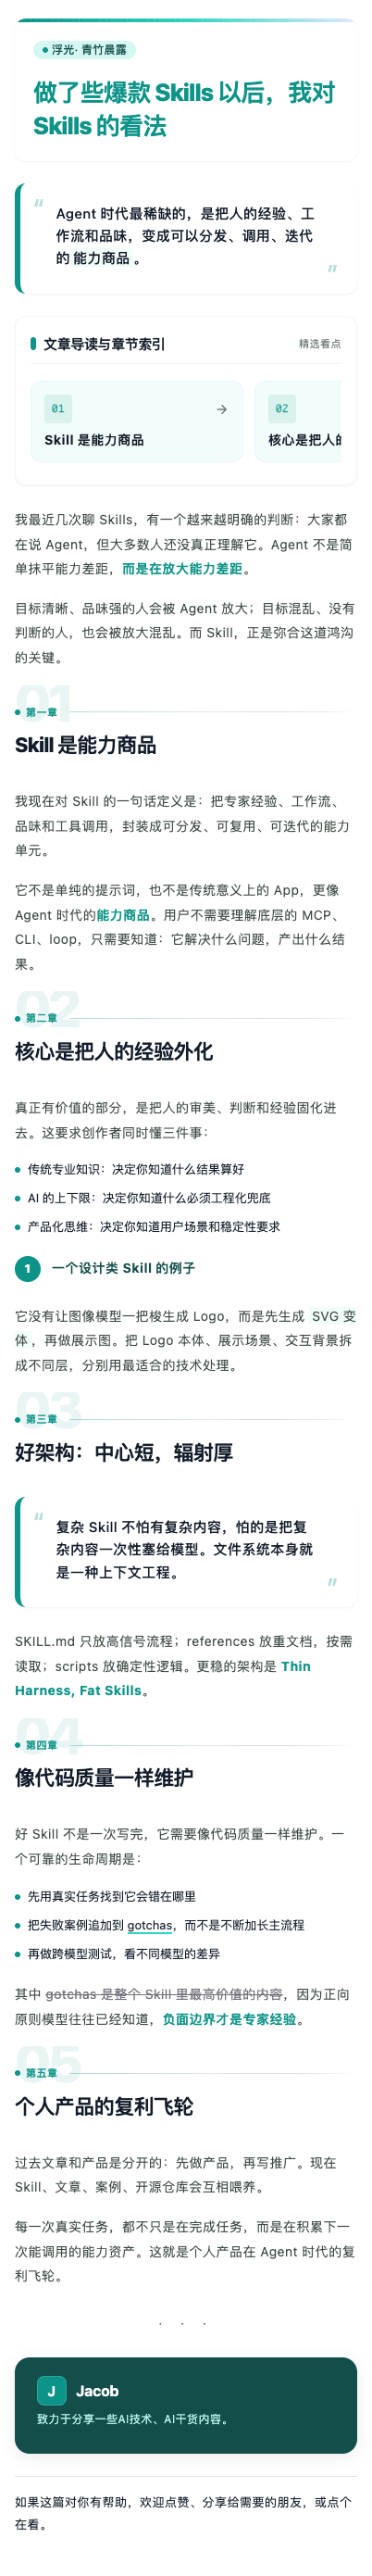 浮光· 青竹晨露
做了些爆款 Skills 以后，我对
Skills 的看法
"
Agent 时代最稀缺的，是把人的经验、工
作流和品味，变成可以分发、调用、迭代
的 能力商品 。
"
文章导读与章节索引 精选看点
01 → 02
Skill 是能力商品 核心是把人的
我最近几次聊 Skills，有一个越来越明确的判断：大家都
在说 Agent，但大多数人还没真正理解它。Agent 不是简
单抹平能力差距，而是在放大能力差距。
目标清晰、品味强的人会被 Agent 放大；目标混乱、没有
判断的人，也会被放大混乱。而 Skill，正是弥合这道鸿沟
的关键。
01
第一章
Skill 是能力商品
我现在对 Skill 的一句话定义是：把专家经验、工作流、
品味和工具调用，封装成可分发、可复用、可迭代的能力
单元。
它不是单纯的提示词，也不是传统意义上的 App，更像
Agent 时代的能力商品。用户不需要理解底层的 MCP、
CLI、loop，只需要知道：它解决什么问题，产出什么结
果。
02
第二章
核心是把人的经验外化
真正有价值的部分，是把人的审美、判断和经验固化进
去。这要求创作者同时懂三件事：
传统专业知识：决定你知道什么结果算好
AI 的上下限：决定你知道什么必须工程化兜底
产品化思维：决定你知道用户场景和稳定性要求
1 一个设计类 Skill 的例子
它没有让图像模型一把梭生成 Logo，而是先生成 SVG 变
体，再做展示图。把 Logo 本体、展示场景、交互背景拆
成不同层，分别用最适合的技术处理。
03
第三章
好架构：中心短，辐射厚
"
复杂 Skill 不怕有复杂内容，怕的是把复
杂内容一次性塞给模型。文件系统本身就
是一种上下文工程。
"
SKILL.md 只放高信号流程；references 放重文档，按需
读取；scripts 放确定性逻辑。更稳的架构是 Thin
Harness, Fat Skills。
04
第四章
像代码质量一样维护
好 Skill 不是一次写完，它需要像代码质量一样维护。一
个可靠的生命周期是：
先用真实任务找到它会错在哪里
把失败案例追加到 gotchas，而不是不断加长主流程
再做跨模型测试，看不同模型的差异
其中 gotchas 是整个 Skill 里最高价值的内容，因为正向
原则模型往往已经知道，负面边界才是专家经验。
05
第五章
个人产品的复利飞轮
过去文章和产品是分开的：先做产品，再写推广。现在
Skill、文章、案例、开源仓库会互相喂养。
每一次真实任务，都不只是在完成任务，而是在积累下一
次能调用的能力资产。这就是个人产品在 Agent 时代的复
利飞轮。
· · ·
J Jacob
致力于分享一些AI技术、AI干货内容。
如果这篇对你有帮助，欢迎点赞、分享给需要的朋友，或点个
在看。